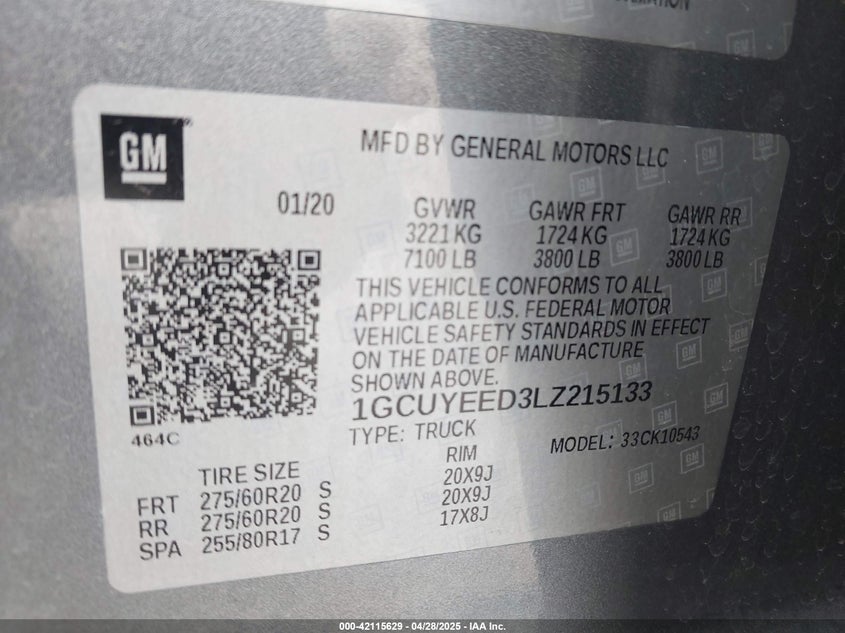 GM
MFD BY GENERAL MOTORS LLC
01/20
GVWR GAWR FRT GAWR RR
3221 KG 1724 KG 1724 KG
7100 LB 3800 LB 3800 LB
THIS VEHICLE CONFORMS TO ALL
APPLICABLE U.S. FEDERAL MOTOR
VEHICLE SAFETY STANDARDS IN EFFECT
ON THE DATE OF MANUFACTURE
SHOWN ABOVE.
1GCUYEED3LZ215133
464C
TYPE: TRUCK MODEL: 33CK10543
TIRE SIZE RIM
FRT 275/60R20 S 20X9J
RR 275/60R20 S 20X9J
SPA 255/80R17 S 17X8J
000-42115629 | 04/28/2025 - IAA Inc.